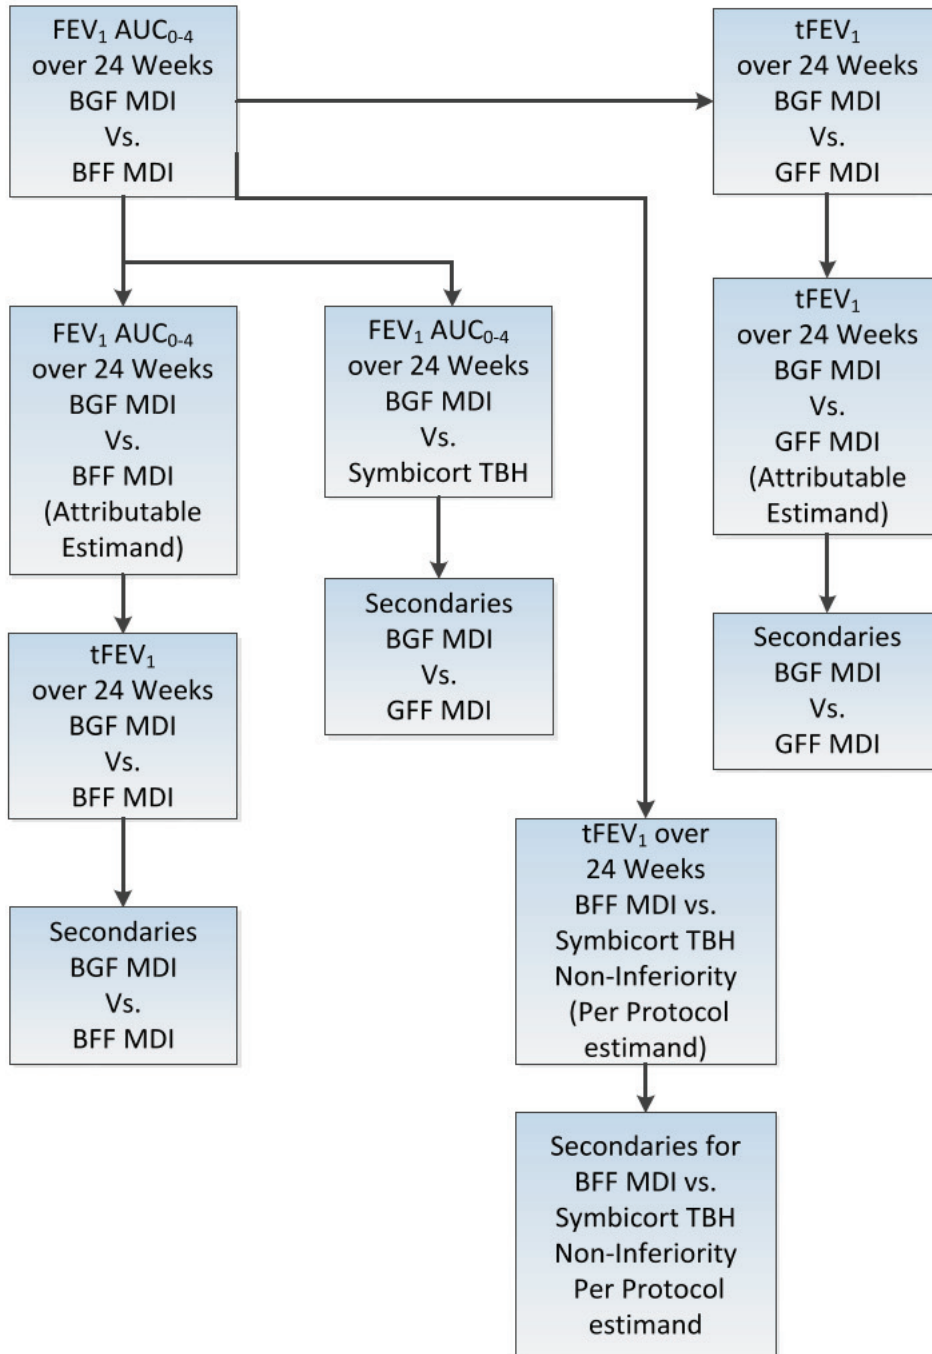 FEV₁ AUC₀₋₄
over 24 Weeks
BGF MDI
Vs.
BFF MDI
tFEV₁
over 24 Weeks
BGF MDI
Vs.
GFF MDI
FEV₁ AUC₀₋₄
over 24 Weeks
BGF MDI
Vs.
BFF MDI
(Attributable
Estimand)
FEV₁ AUC₀₋₄
over 24 Weeks
BGF MDI
Vs.
Symbicort TBH
tFEV₁
over 24 Weeks
BGF MDI
Vs.
GFF MDI
(Attributable
Estimand)
tFEV₁
over 24 Weeks
BGF MDI
Vs.
BFF MDI
Secondaries
BGF MDI
Vs.
GFF MDI
Secondaries
BGF MDI
Vs.
GFF MDI
Secondaries
BGF MDI
Vs.
BFF MDI
tFEV₁ over
24 Weeks
BFF MDI vs.
Symbicort TBH
Non-Inferiority
(Per Protocol
estimand)
Secondaries for
BFF MDI vs.
Symbicort TBH
Non-Inferiority
Per Protocol
estimand